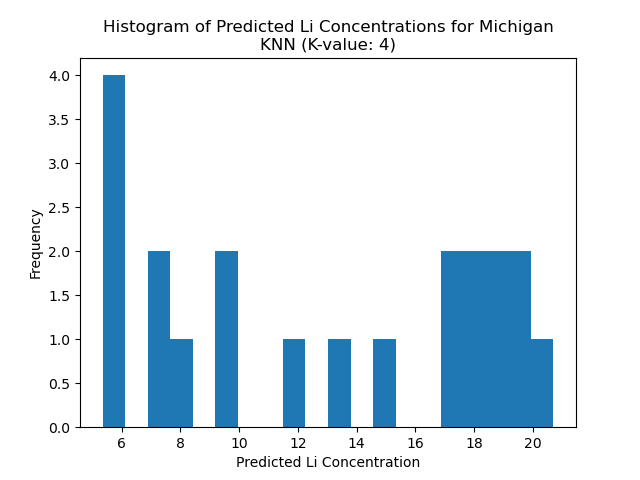 Histogram of Predicted Li Concentrations for Michigan
KNN (K-value: 4)
4.0
3.5
3.0
2.5
2.0
1.5
1.0
0.5
0.0
Frequency
6 8 10 12 14 16 18 20
Predicted Li Concentration